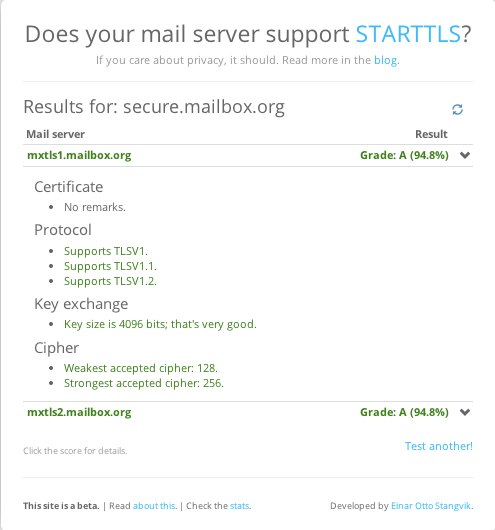 Does your mail server support STARTTLS?
If you care about privacy, it should. Read more in the blog.
Results for: secure.mailbox.org
Mail server Result
mxtls1.mailbox.org Grade: A (94.8%)
Certificate
No remarks.
Protocol
Supports TLSV1.
Supports TLSV1.1.
Supports TLSV1.2.
Key exchange
Key size is 4096 bits; that's very good.
Cipher
Weakest accepted cipher: 128.
Strongest accepted cipher: 256.
mxtls2.mailbox.org Grade: A (94.8%)
Click the score for details. Test another!
This site is a beta. | Read about this. | Check the stats. Developed by Einar Otto Stangvik.